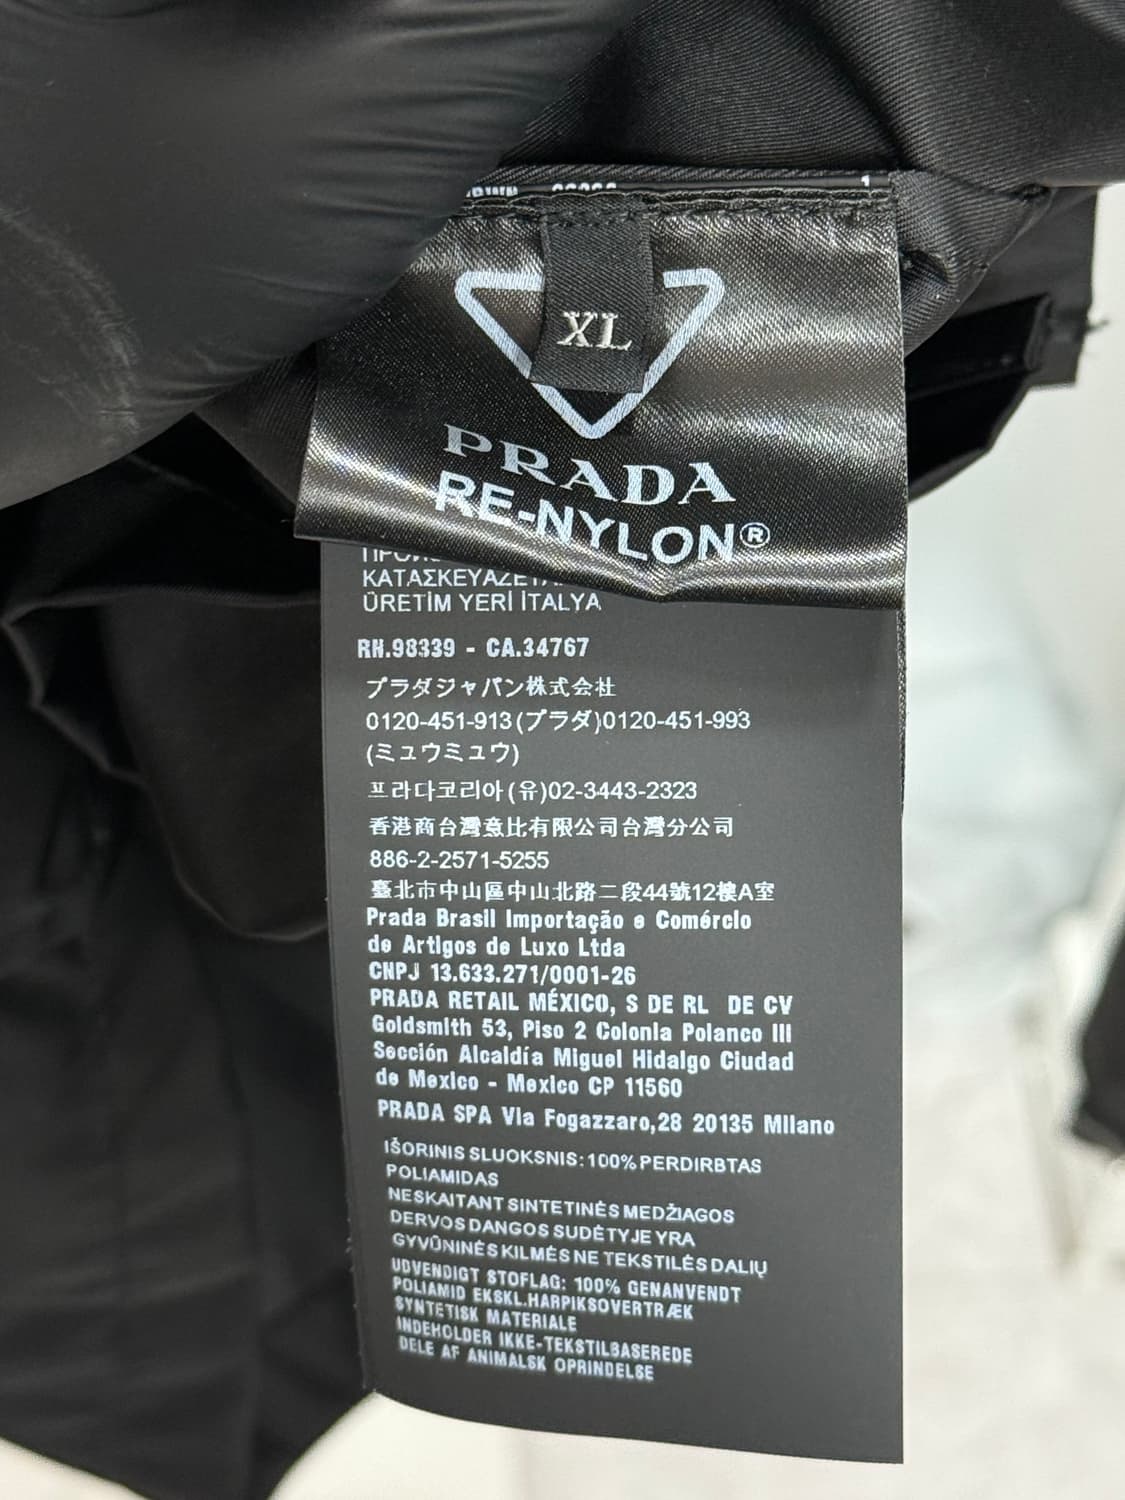 XL
PRADA
RE-NYLON®
ΚΑΤΑΣΚΕΥΑΖΕΤΑΙ
ÜRETİM YERİ İTALYA
RN.98339 - CA.34767
プラダジャパン株式会社
0120-451-913(プラダ)0120-451-993
(ミュウミュウ)
프라다코리아(유)02-3443-2323
香港商台灣意比有限公司台灣分公司
886-2-2571-5255
臺北市中山區中山北路二段44號12樓A室
Prada Brasil Importação e Comércio
de Artigos de Luxo Ltda
CNPJ 13.633.271/0001-26
PRADA RETAIL MÉXICO, S DE RL DE CV
Goldsmith 53, Piso 2 Colonia Polanco III
Sección Alcaldía Miguel Hidalgo Ciudad
de Mexico - Mexico CP 11560
PRADA SPA Via Fogazzaro,28 20135 Milano
IŠORINIS SLUOKSNIS: 100% PERDIRBTAS
POLIAMIDAS
NESKAITANT SINTETINĖS MEDŽIAGOS
DERVOS DANGOS SUDĖTYJE YRA
GYVŪNINĖS KILMĖS NE TEKSTILĖS DALIŲ
UDVENDIGT STOFLAG: 100% GENANVENDT
POLIAMID EKSKL.HARPIKSOVERTRÆK
SYNTETISK MATERIALE
INDEHOLDER IKKE-TEKSTILBASEREDE
DELE AF ANIMALSK OPRINDELSE